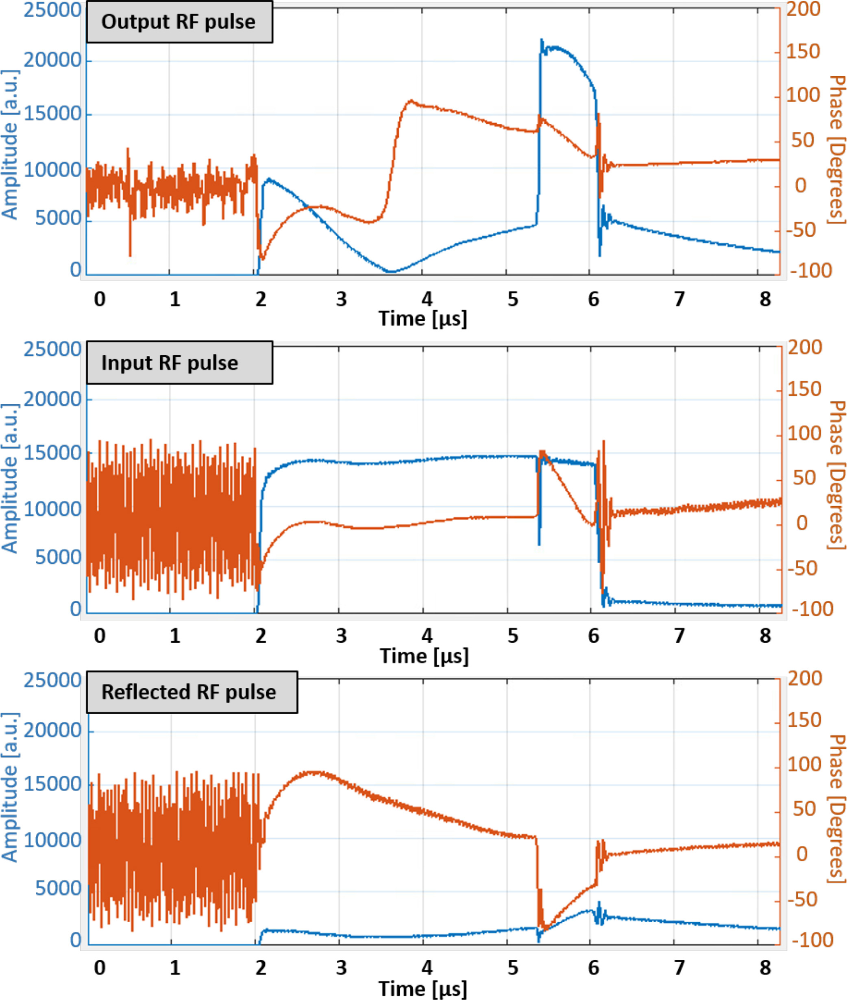 Output RF pulse
Amplitude [a.u.]
25000
20000
15000
10000
5000
0
200
150
100
50
0
-50
-100
Phase [Degrees]
0 1 2 3 4 5 6 7 8
Time [µs]
Input RF pulse
Amplitude [a.u.]
25000
20000
15000
10000
5000
0
200
150
100
50
0
-50
-100
Phase [Degrees]
0 1 2 3 4 5 6 7 8
Time [µs]
Reflected RF pulse
Amplitude [a.u.]
25000
20000
15000
10000
5000
0
200
150
100
50
0
-50
-100
Phase [Degrees]
0 1 2 3 4 5 6 7 8
Time [µs]